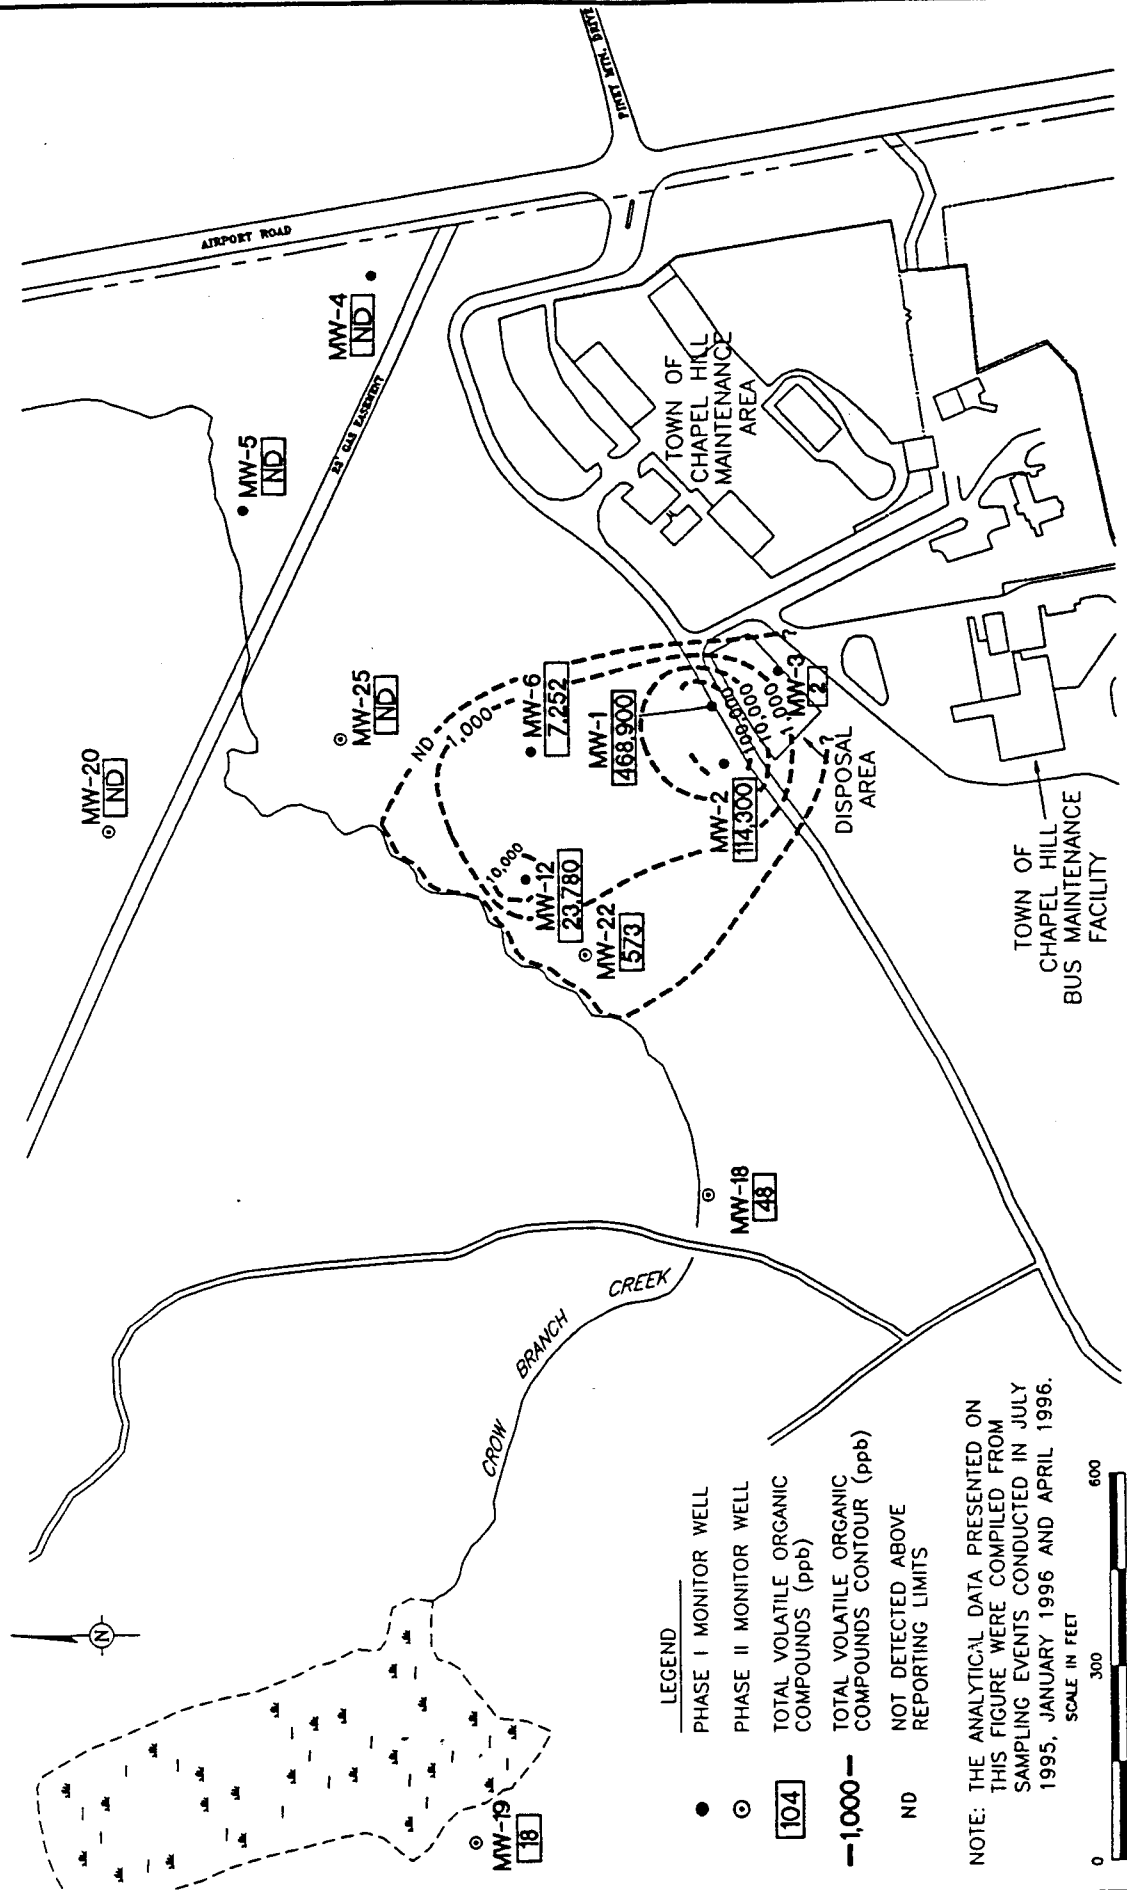 PINEY MTN. DRIVE
AIRPORT ROAD
MW-4
ND
MW-5
ND
25' GAS EASEMENT
MW-20
ND
MW-25
ND
TOWN OF
CHAPEL HILL
MAINTENANCE
AREA
ND
1,000
MW-6
7,252
MW-1
468,900
100,000
10,000
1,000
MW-3
2
?
?
MW-2
114,300
10,000
MW-12
23,780
MW-22
573
DISPOSAL
AREA
TOWN OF
CHAPEL HILL
BUS MAINTENANCE
FACILITY
MW-18
48
CROW BRANCH CREEK
N
MW-19
18
LEGEND
PHASE I MONITOR WELL
PHASE II MONITOR WELL
104
TOTAL VOLATILE ORGANIC
COMPOUNDS (ppb)
1,000
TOTAL VOLATILE ORGANIC
COMPOUNDS CONTOUR (ppb)
ND
NOT DETECTED ABOVE
REPORTING LIMITS
NOTE: THE ANALYTICAL DATA PRESENTED ON
THIS FIGURE WERE COMPILED FROM
SAMPLING EVENTS CONDUCTED IN JULY
1995, JANUARY 1996 AND APRIL 1996.
SCALE IN FEET
0 300 600